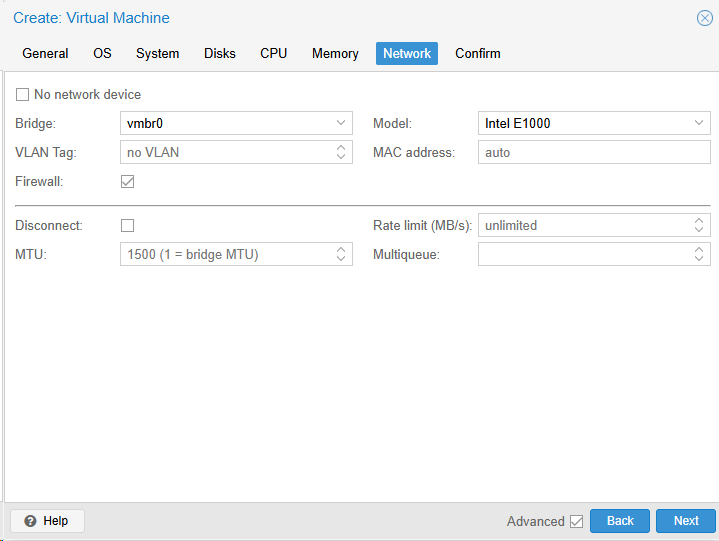 Create: Virtual Machine
General OS System Disks CPU Memory Network Confirm
No network device
Bridge: vmbr0 Model: Intel E1000
VLAN Tag: no VLAN MAC address: auto
Firewall:
Disconnect: Rate limit (MB/s): unlimited
MTU: 1500 (1 = bridge MTU) Multiqueue:
Help Advanced Back Next